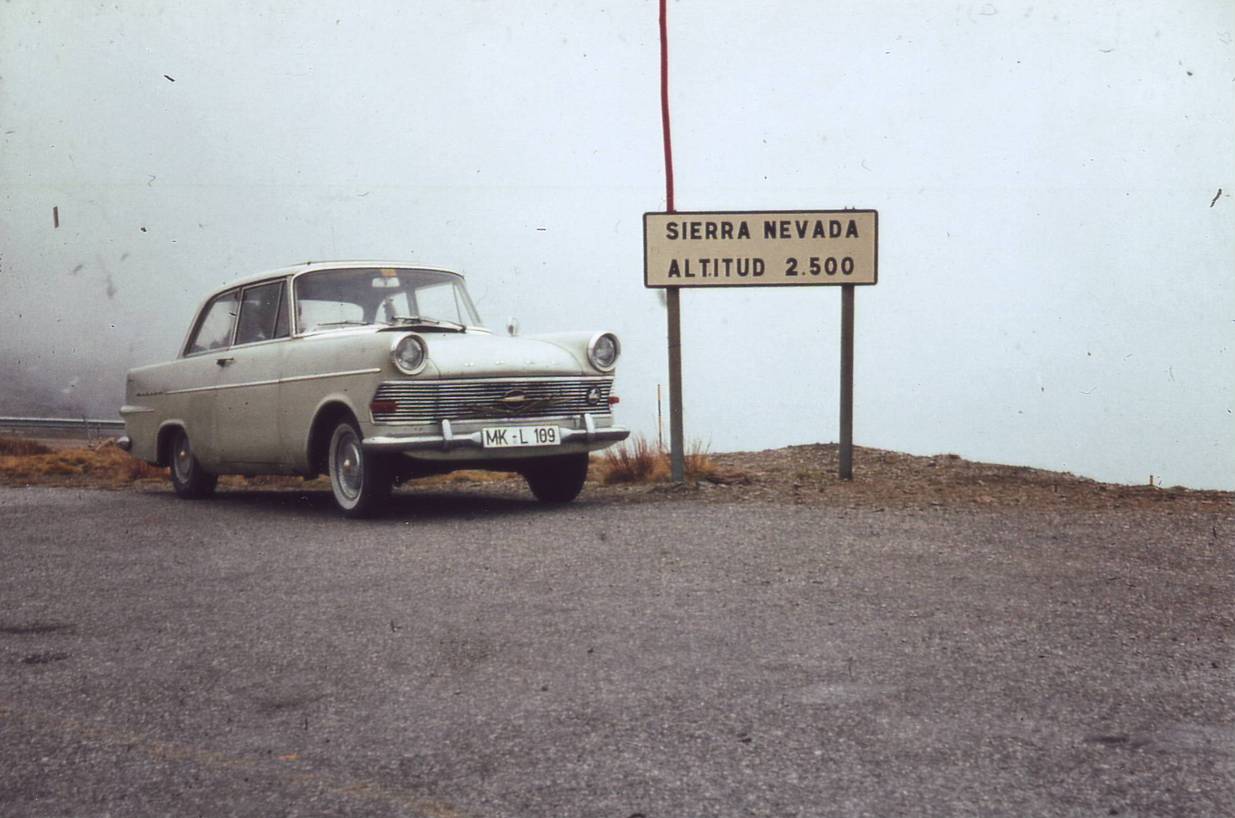 SIERRA NEVADA
ALTITUD 2.500
MK-L 109